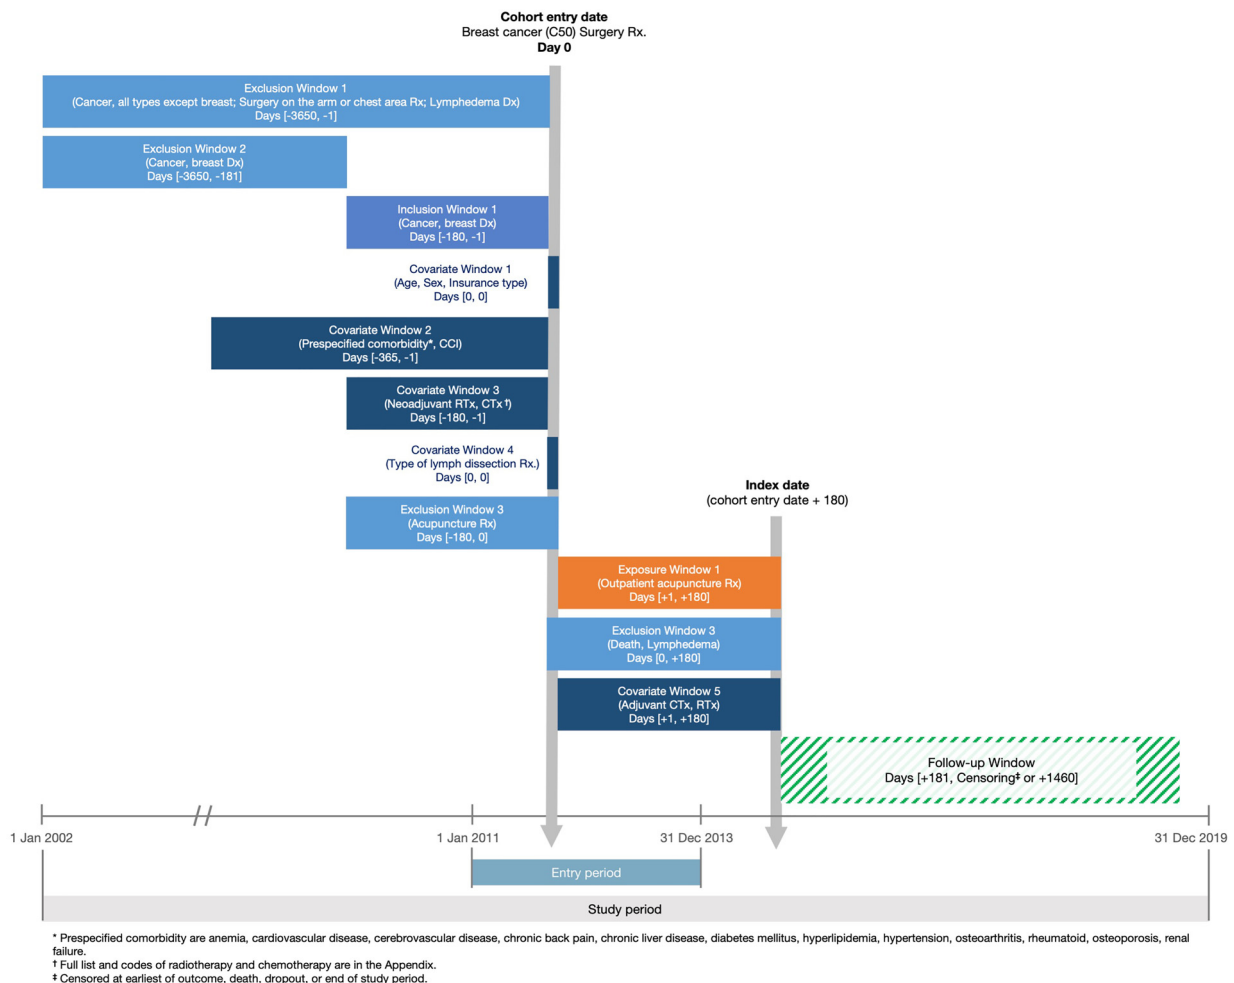 Cohort entry date
Breast cancer (C50) Surgery Rx.
Day 0
Exclusion Window 1
(Cancer, all types except breast; Surgery on the arm or chest area Rx; Lymphedema Dx)
Days [-3650, -1]
Exclusion Window 2
(Cancer, breast Dx)
Days [-3650, -181]
Inclusion Window 1
(Cancer, breast Dx)
Days [-180, -1]
Covariate Window 1
(Age, Sex, Insurance type)
Days [0, 0]
Covariate Window 2
(Prespecified comorbidity*, CCI)
Days [-365, -1]
Covariate Window 3
(Neoadjuvant RTx, CTx†)
Days [-180, -1]
Covariate Window 4
(Type of lymph dissection Rx.)
Days [0, 0]
Index date
(cohort entry date + 180)
Exclusion Window 3
(Acupuncture Rx)
Days [-180, 0]
Exposure Window 1
(Outpatient acupuncture Rx)
Days [+1, +180]
Exclusion Window 3
(Death, Lymphedema)
Days [0, +180]
Covariate Window 5
(Adjuvant CTx, RTx)
Days [+1, +180]
Follow-up Window
Days [+181, Censoring‡ or +1460]
1 Jan 2002
1 Jan 2011
31 Dec 2013
31 Dec 2019
Entry period
Study period
* Prespecified comorbidity are anemia, cardiovascular disease, cerebrovascular disease, chronic back pain, chronic liver disease, diabetes mellitus, hyperlipidemia, hypertension, osteoarthritis, rheumatoid, osteoporosis, renal
failure.
† Full list and codes of radiotherapy and chemotherapy are in the Appendix.
‡ Censored at earliest of outcome, death, dropout, or end of study period.